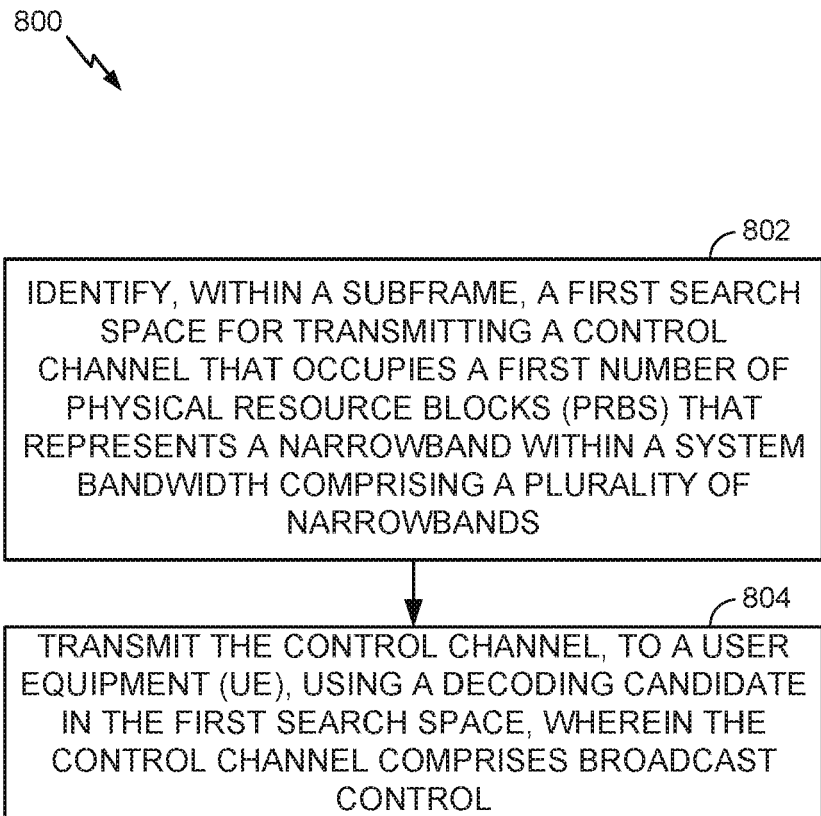 800
802
IDENTIFY, WITHIN A SUBFRAME, A FIRST SEARCH
SPACE FOR TRANSMITTING A CONTROL
CHANNEL THAT OCCUPIES A FIRST NUMBER OF
PHYSICAL RESOURCE BLOCKS (PRBS) THAT
REPRESENTS A NARROWBAND WITHIN A SYSTEM
BANDWIDTH COMPRISING A PLURALITY OF
NARROWBANDS
804
TRANSMIT THE CONTROL CHANNEL, TO A USER
EQUIPMENT (UE), USING A DECODING CANDIDATE
IN THE FIRST SEARCH SPACE, WHEREIN THE
CONTROL CHANNEL COMPRISES BROADCAST
CONTROL